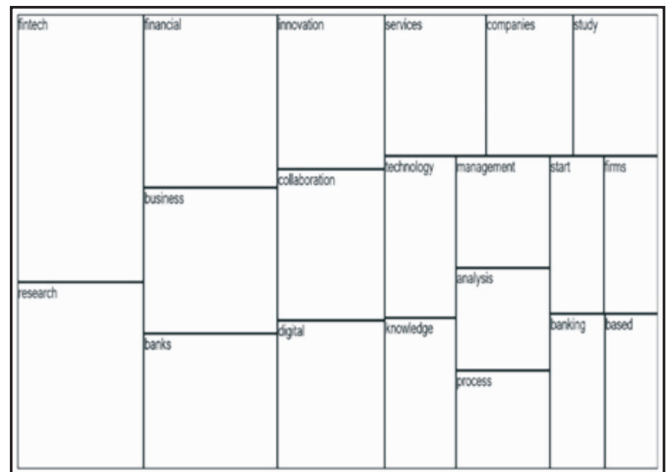 fintech
financial
innovation
services
companies
study
research
business
banks
collaboration
digital
technology
management
start
firms
analysis
knowledge
process
banking
based